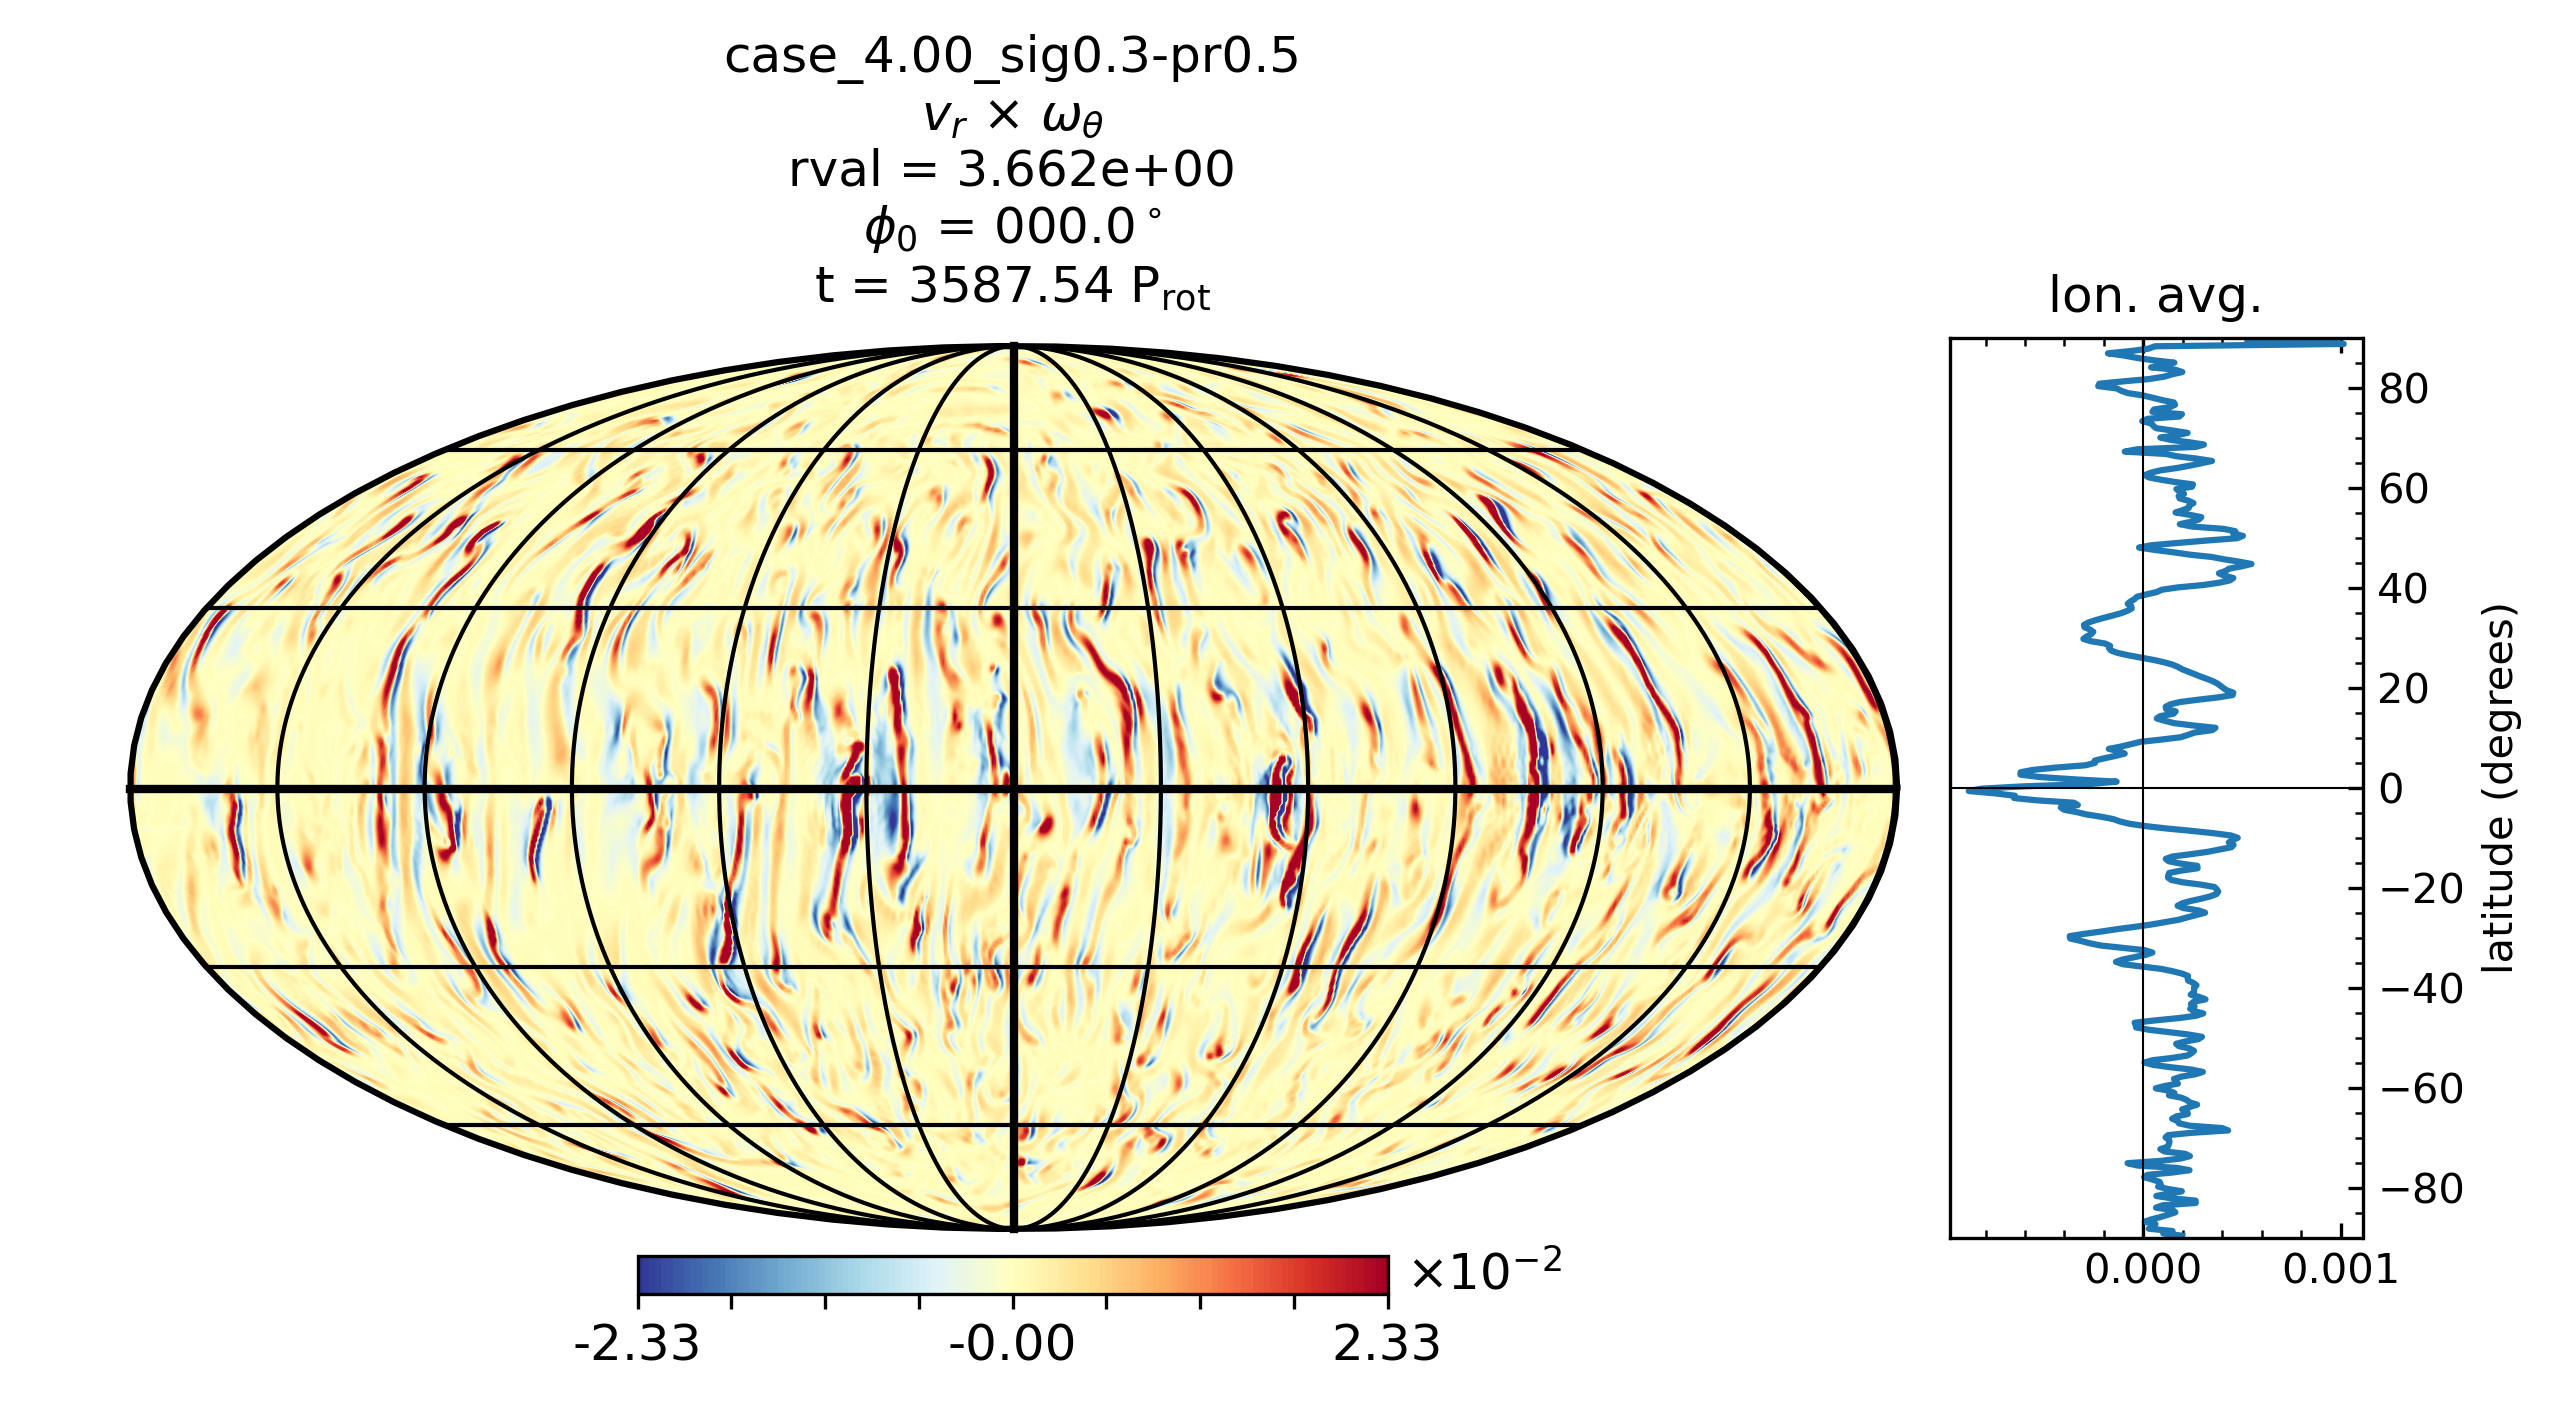 case_4.00_sig0.3-pr0.5
v_r × ω_θ
rval = 3.662e+00
ϕ_0 = 000.0°
t = 3587.54 P_rot
lon. avg.
80
60
40
20
0
−20
−40
−60
−80
latitude (degrees)
0.000 0.001
×10^−2
-2.33 -0.00 2.33